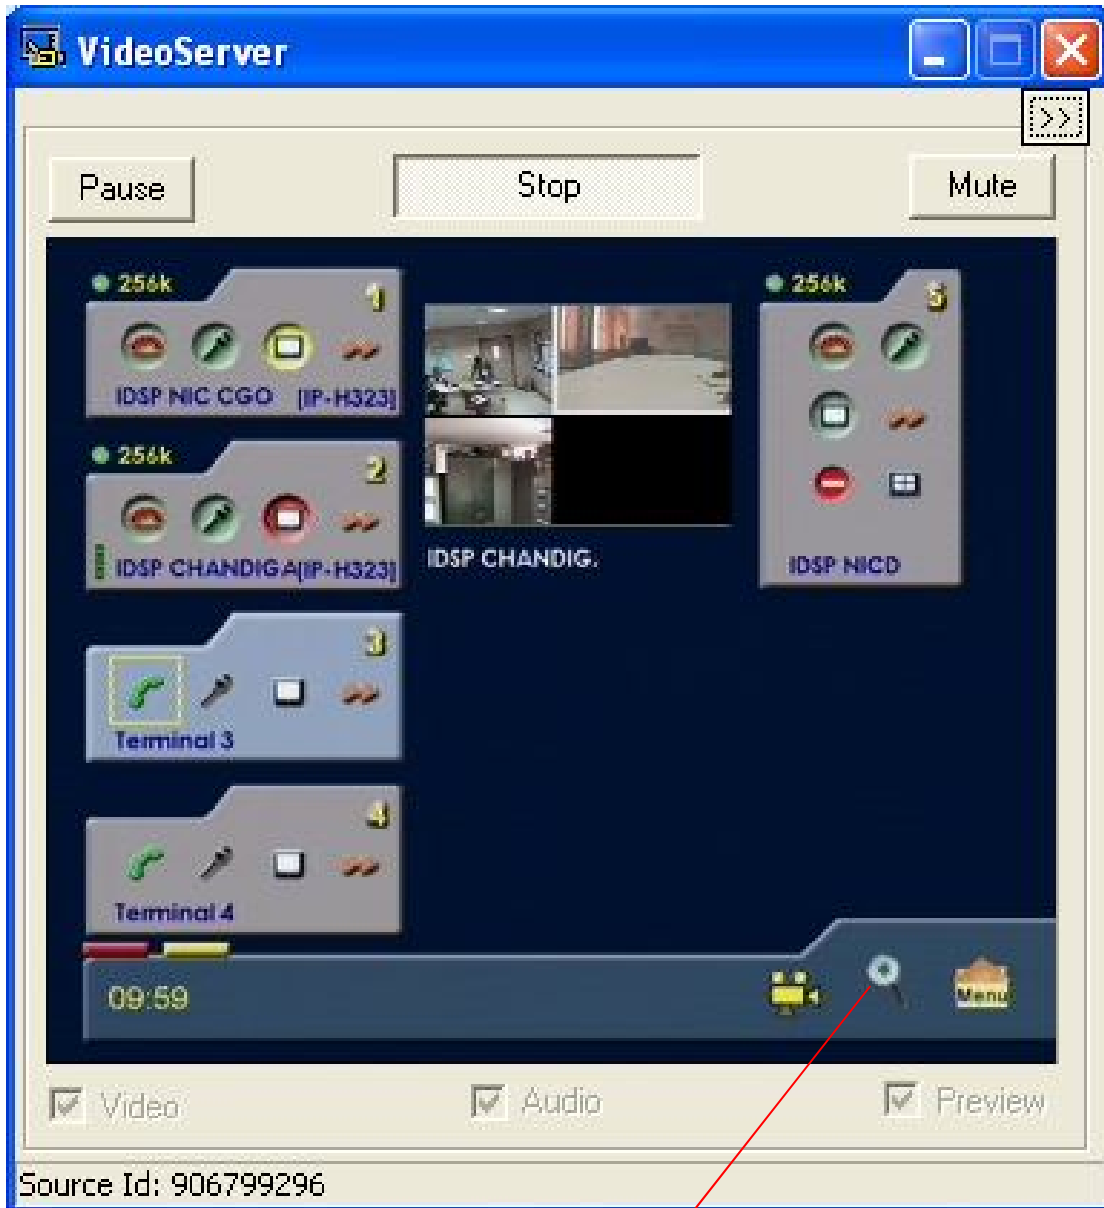 VideoServer
>>
Pause
Stop
Mute
256k
1
IDSP NIC CGO [IP-H323]
256k
2
IDSP CHANDIGA[IP-H323]
3
Terminal 3
4
Terminal 4
IDSP CHANDIG.
256k
5
IDSP NICD
09:59
Menu
Video
Audio
Preview
Source Id: 906799296